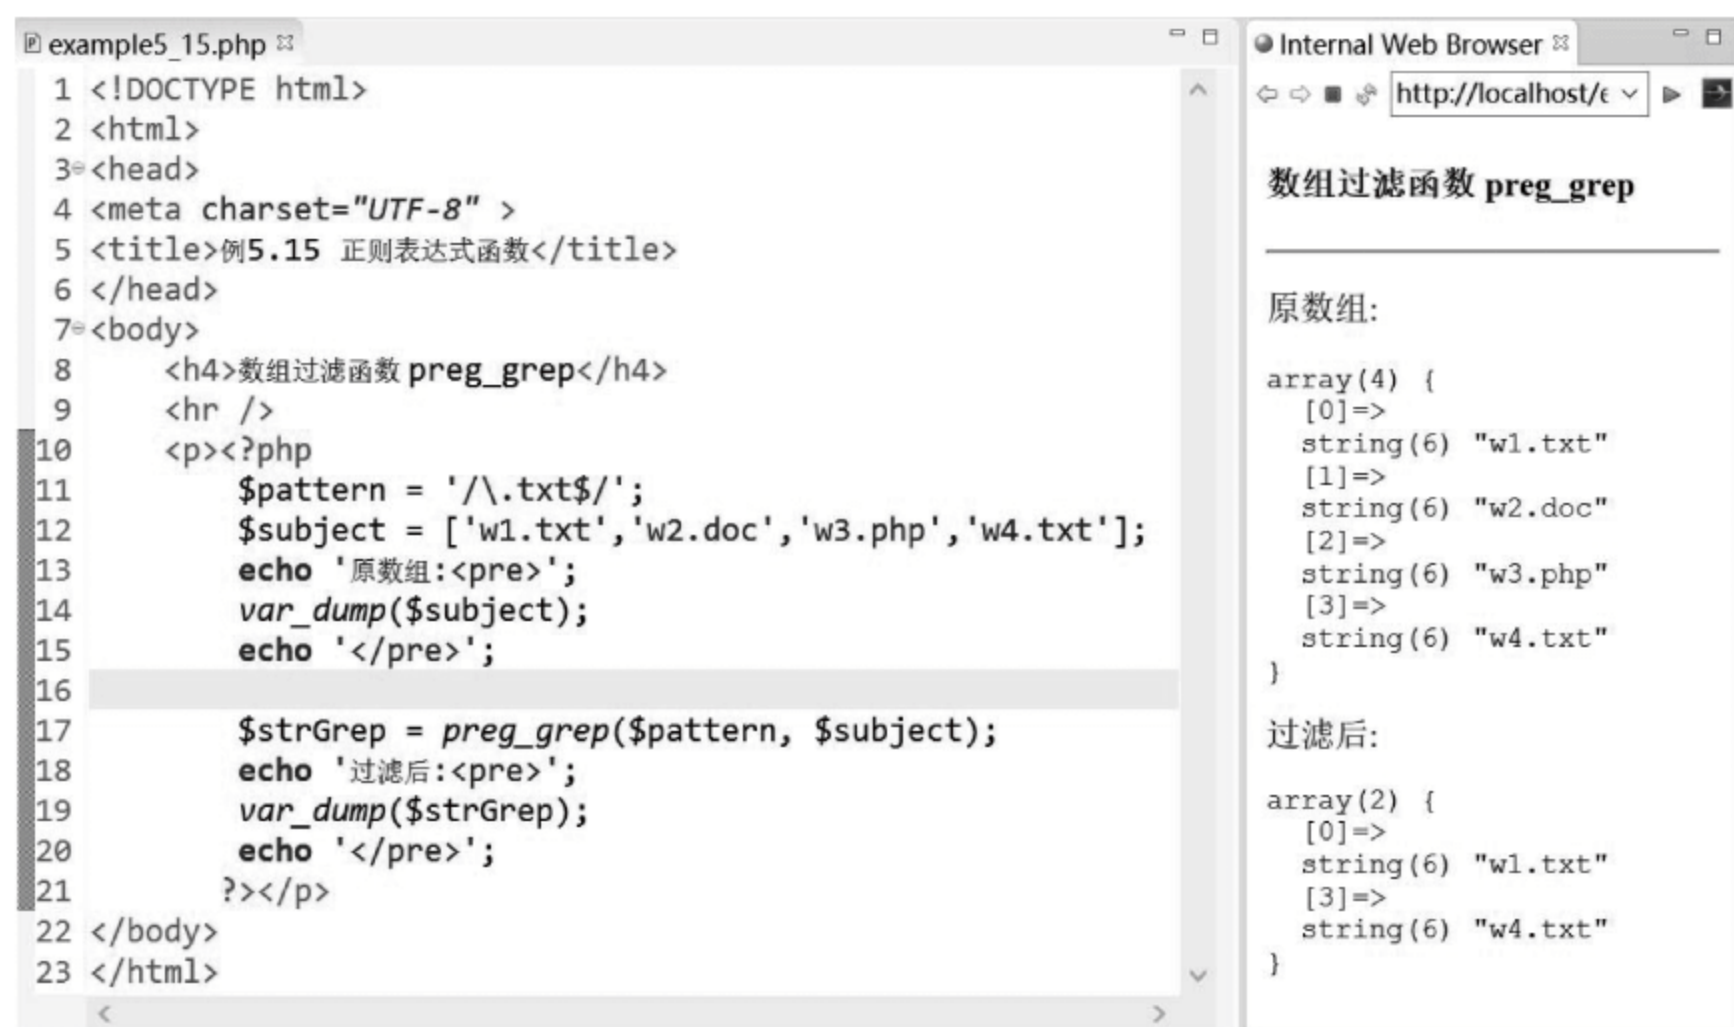 example5_15.php
1 <!DOCTYPE html>
2 <html>
3 <head>
4 <meta charset="UTF-8" >
5 <title>例5.15 正则表达式函数</title>
6 </head>
7 <body>
8     <h4>数组过滤函数 preg_grep</h4>
9     <hr />
10     <p><?php
11         $pattern = '/\.txt$/';
12         $subject = ['w1.txt','w2.doc','w3.php','w4.txt'];
13         echo '原数组:<pre>';
14         var_dump($subject);
15         echo '</pre>';
16
17         $strGrep = preg_grep($pattern, $subject);
18         echo '过滤后:<pre>';
19         var_dump($strGrep);
20         echo '</pre>';
21        ?></p>
22 </body>
23 </html>
Internal Web Browser
http://localhost/e
数组过滤函数 preg_grep
原数组:
array(4) {
  [0]=>
  string(6) "w1.txt"
  [1]=>
  string(6) "w2.doc"
  [2]=>
  string(6) "w3.php"
  [3]=>
  string(6) "w4.txt"
}
过滤后:
array(2) {
  [0]=>
  string(6) "w1.txt"
  [3]=>
  string(6) "w4.txt"
}